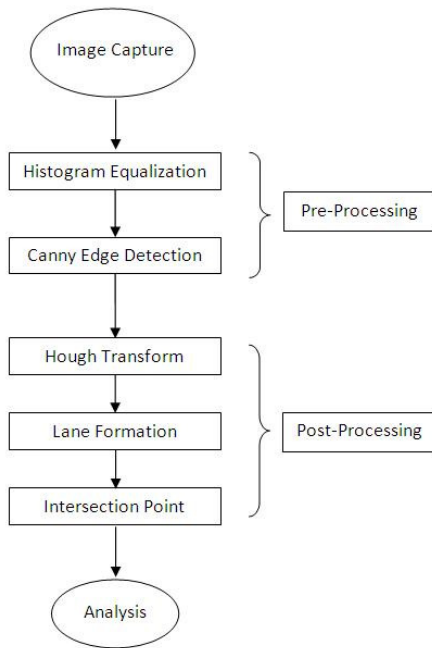 Image Capture
Histogram Equalization
Pre-Processing
Canny Edge Detection
Hough Transform
Lane Formation
Post-Processing
Intersection Point
Analysis